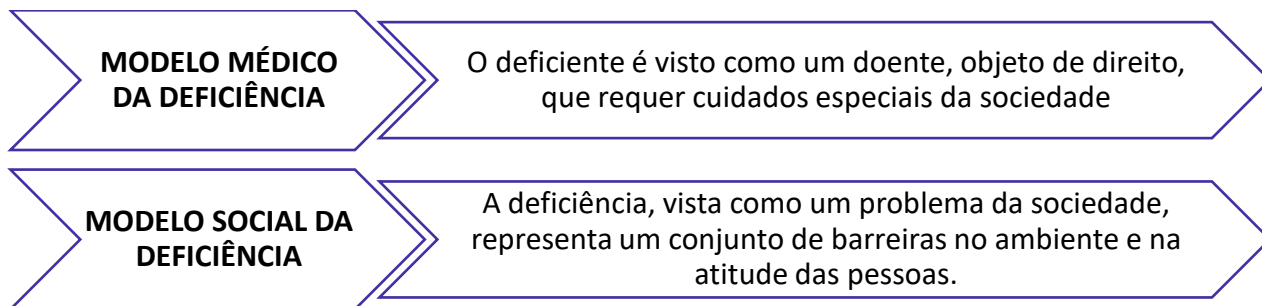 MODELO MÉDICO
DA DEFICIÊNCIA
O deficiente é visto como um doente, objeto de direito,
que requer cuidados especiais da sociedade
MODELO SOCIAL DA
DEFICIÊNCIA
A deficiência, vista como um problema da sociedade,
representa um conjunto de barreiras no ambiente e na
atitude das pessoas.